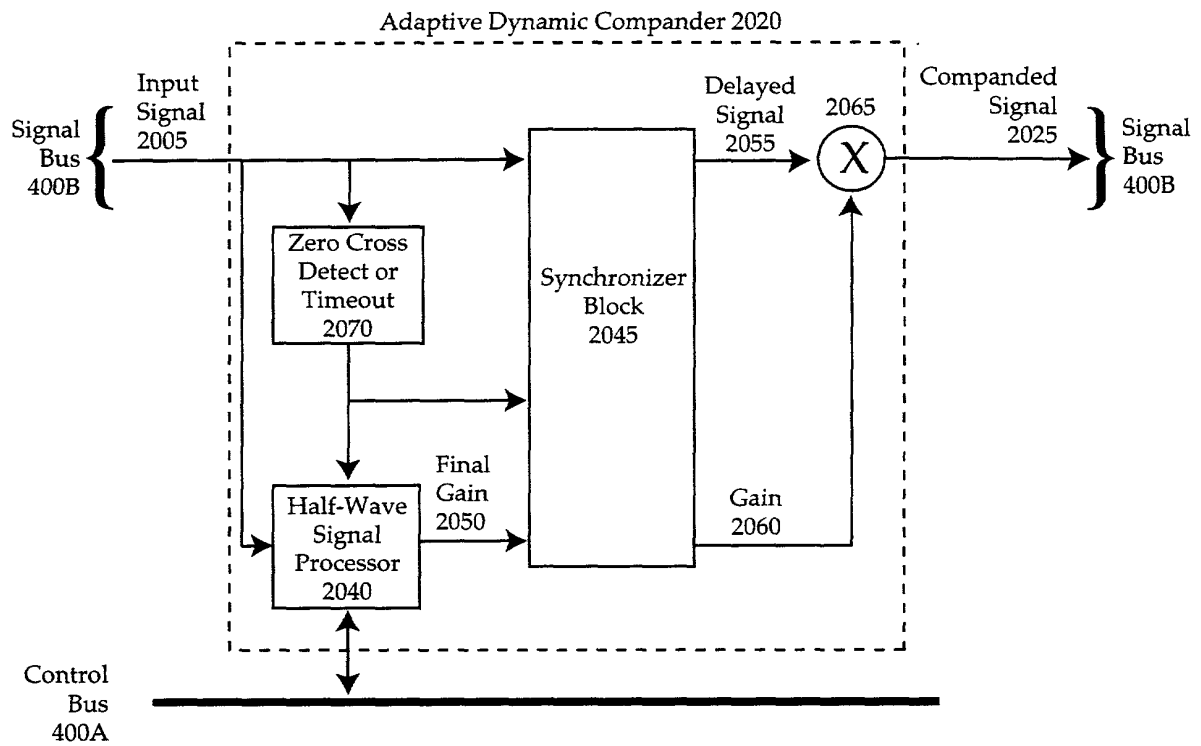 Adaptive Dynamic Compander 2020
Input
Signal
2005
Signal
Bus
400B
Delayed
Signal
2055
2065
X
Companded
Signal
2025
Signal
Bus
400B
Zero Cross
Detect or
Timeout
2070
Synchronizer
Block
2045
Half-Wave
Signal
Processor
2040
Final
Gain
2050
Gain
2060
Control
Bus
400A